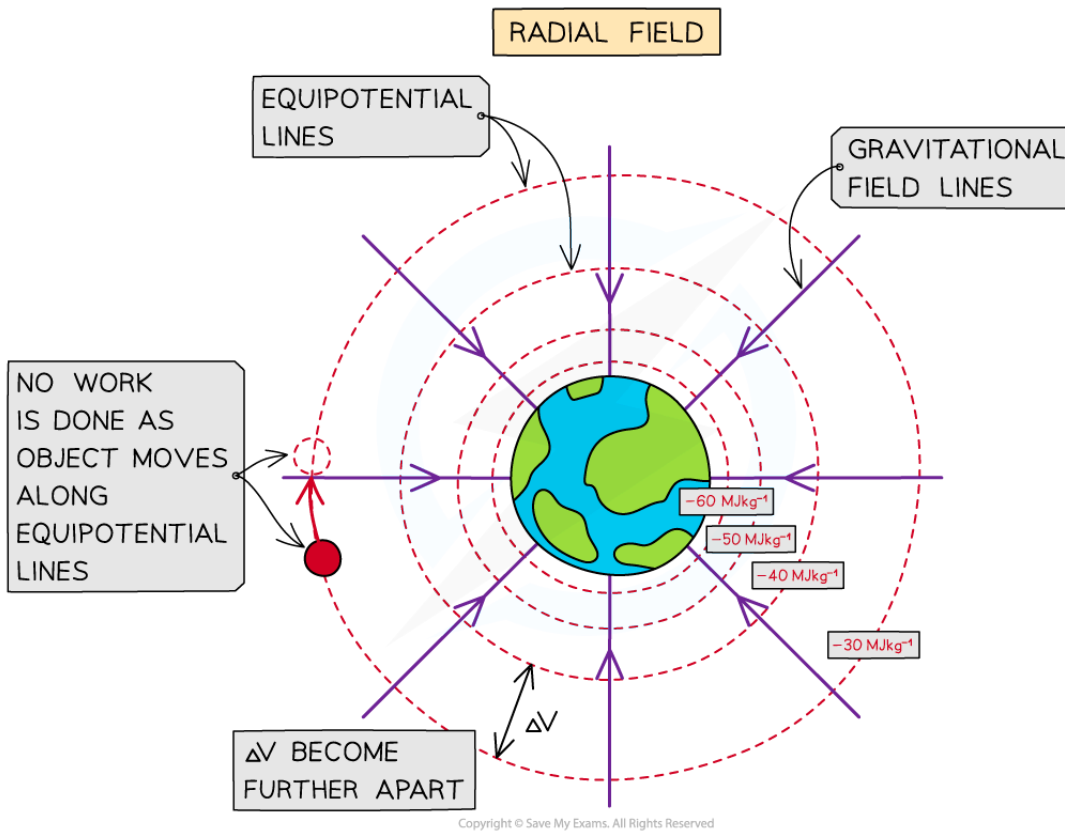 RADIAL FIELD
EQUIPOTENTIAL
LINES
GRAVITATIONAL
FIELD LINES
NO WORK
IS DONE AS
OBJECT MOVES
ALONG
EQUIPOTENTIAL
LINES
-60 MJkg⁻¹
-50 MJkg⁻¹
-40 MJkg⁻¹
-30 MJkg⁻¹
ΔV
ΔV BECOME
FURTHER APART
Copyright © Save My Exams. All Rights Reserved